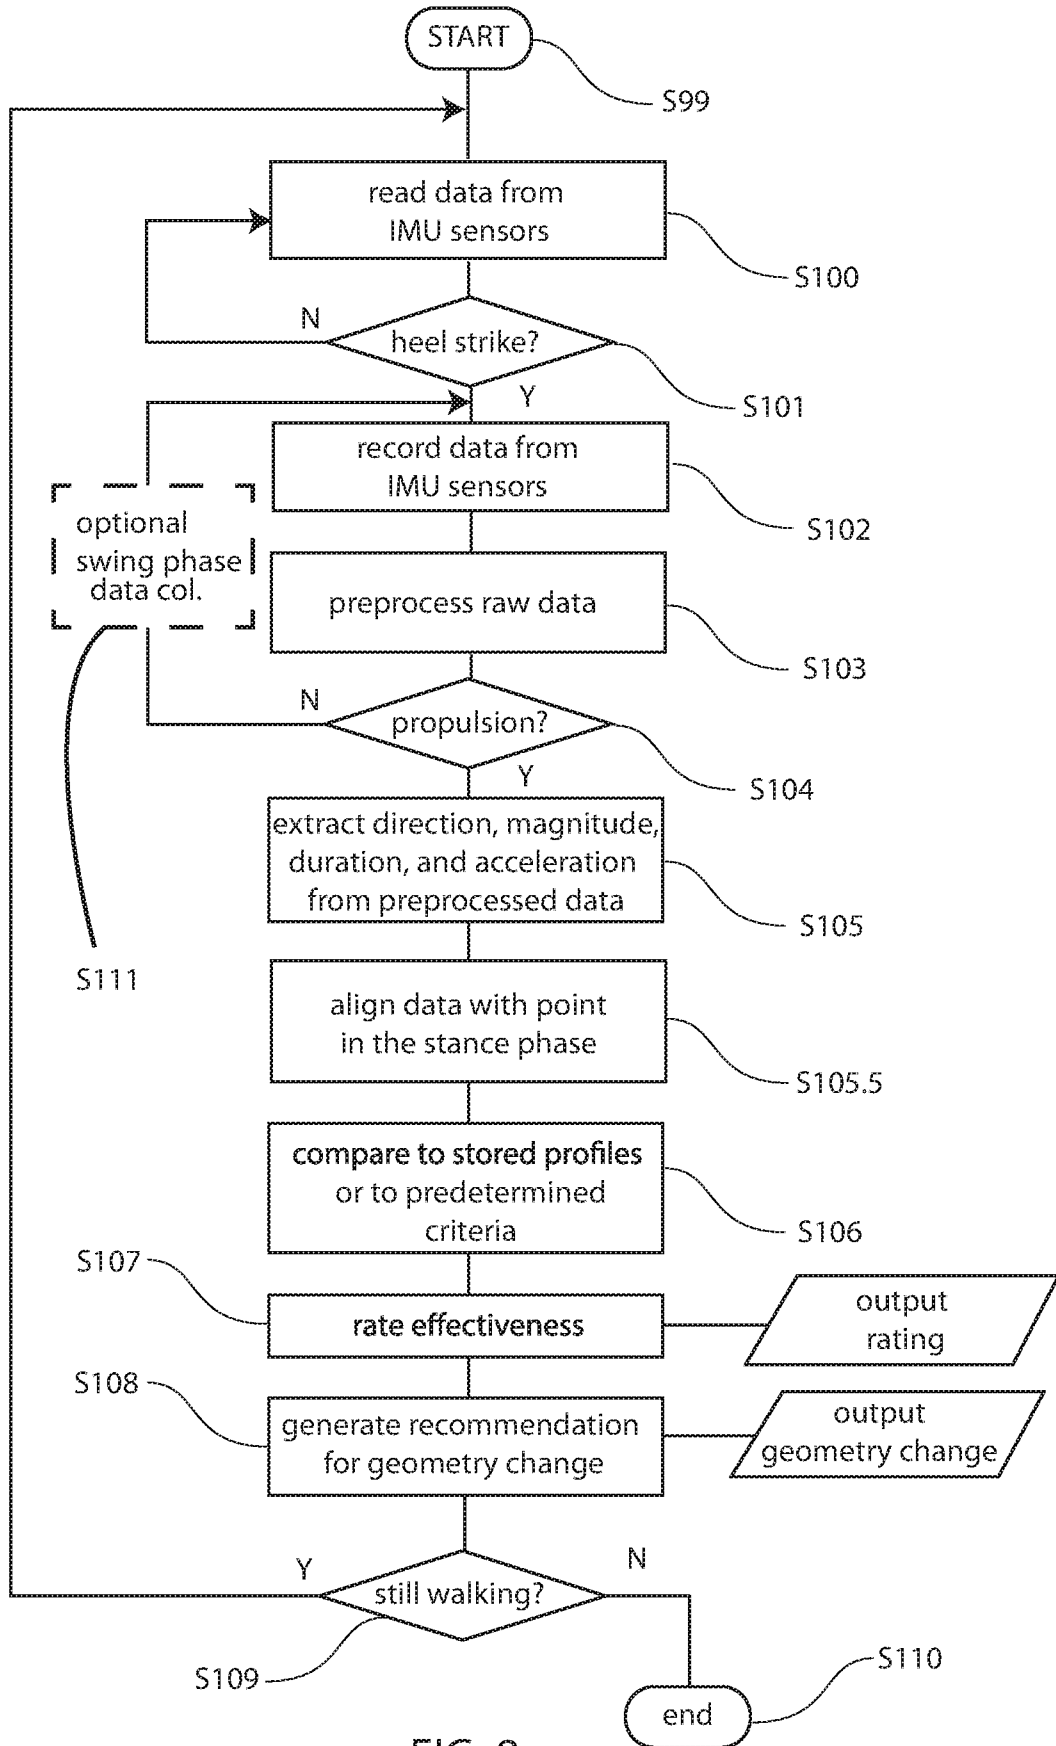 START
S99
read data from
IMU sensors
S100
N
heel strike?
Y
S101
record data from
IMU sensors
S102
optional
swing phase
data col.
preprocess raw data
S103
N
propulsion?
Y
S104
extract direction, magnitude,
duration, and acceleration
from preprocessed data
S105
S111
align data with point
in the stance phase
S105.5
compare to stored profiles
or to predetermined
criteria
S106
S107
rate effectiveness
output
rating
S108
generate recommendation
for geometry change
output
geometry change
Y
still walking?
N
S109
S110
end
FIG.